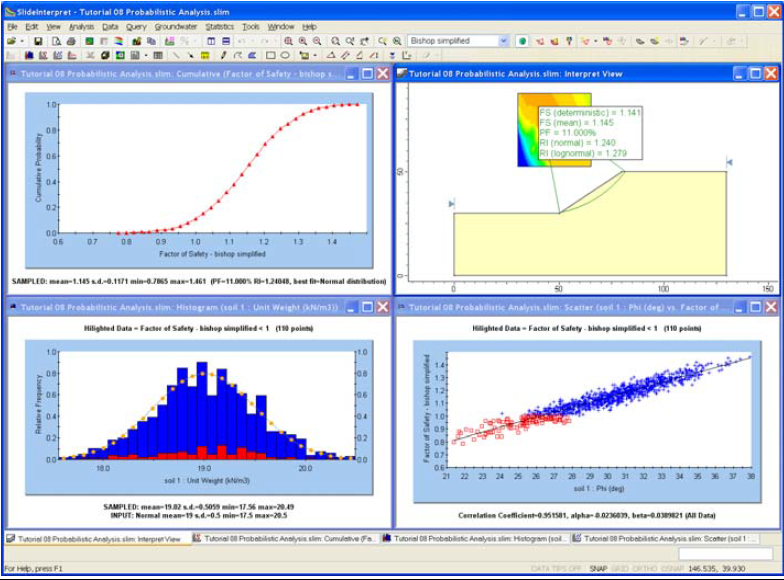 SlideInterpret - Tutorial 08 Probabilistic Analysis.slim
File Edit View Analysis Data Query Groundwater Statistics Tools Window Help
Bishop simplified
Tutorial 08 Probabilistic Analysis.slim: Cumulative (Factor of Safety - bishop s...
1.0
0.8
0.6
0.4
0.2
0.0
Cumulative Probability
0.6 0.7 0.8 0.9 1.0 1.1 1.2 1.3 1.4
Factor of Safety - bishop simplified
SAMPLED: mean=1.145 s.d.=0.1171 min=0.7865 max=1.461 (PF=11.000% RI=1.24048, best fit=Normal distribution)
Tutorial 08 Probabilistic Analysis.slim: Interpret View
FS (deterministic) = 1.141
FS (mean) = 1.145
PF = 11.000%
RI (normal) = 1.240
RI (lognormal) = 1.279
50
0
0 50 100 150
Tutorial 08 Probabilistic Analysis.slim: Histogram (soil 1 : Unit Weight (kN/m3))
Hilighted Data = Factor of Safety - bishop simplified < 1 (110 points)
1.0 1.0
0.8 0.8
0.6 0.6
0.4 0.4
0.2 0.2
0.0 0.0
Relative Frequency
18.0 19.0 20.0
soil 1 : Unit Weight (kN/m3)
SAMPLED: mean=19.02 s.d.=0.5059 min=17.56 max=20.49
INPUT: Normal mean=19 s.d.=0.5 min=17.5 max=20.5
Tutorial 08 Probabilistic Analysis.slim: Scatter (soil 1 : Phi (deg) vs. Factor of ...
Hilighted Data = Factor of Safety - bishop simplified < 1 (110 points)
1.4
1.3
1.2
1.1
1.0
0.9
0.8
0.7
0.6
Factor of Safety - bishop simplified
21 22 23 24 25 26 27 28 29 30 31 32 33 34 35 36 37 38
soil 1 : Phi (deg)
Correlation Coefficient=0.951581, alpha=-0.0236039, beta=0.0389821 (All Data)
Tutorial 08 Probabilistic Analysis.slim: Interpret View Tutorial 08 Probabilistic Analysis.slim: Cumulative (Fa... Tutorial 08 Probabilistic Analysis.slim: Histogram (soil... Tutorial 08 Probabilistic Analysis.slim: Scatter (soil 1 :...
For Help, press F1
DATA TIPS OFF SNAP GRID ORTHO OSNAP 146.535, 39.930